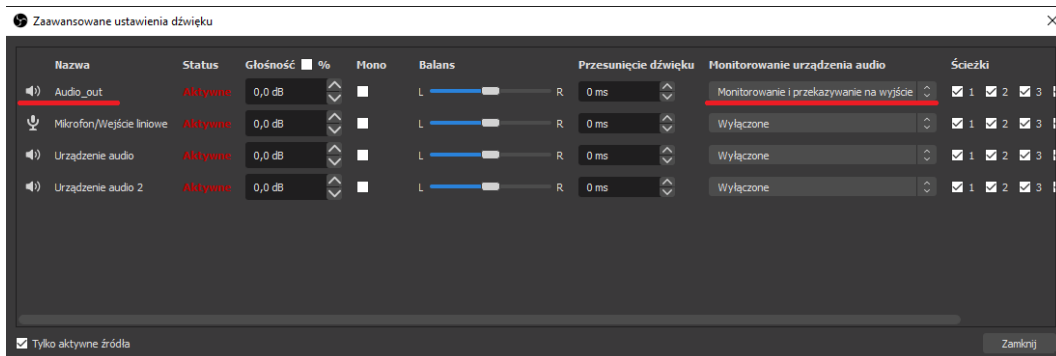 Zaawansowane ustawienia dźwięku
Nazwa Status Głośność % Mono Balans Przesunięcie dźwięku Monitorowanie urządzenia audio Ścieżki
Audio_out Aktywne 0,0 dB L R 0 ms Monitorowanie i przekazywanie na wyjście 1 2 3
Mikrofon/Wejście liniowe Aktywne 0,0 dB L R 0 ms Wyłączone 1 2 3
Urządzenie audio Aktywne 0,0 dB L R 0 ms Wyłączone 1 2 3
Urządzenie audio 2 Aktywne 0,0 dB L R 0 ms Wyłączone 1 2 3
Tylko aktywne źródła Zamknij